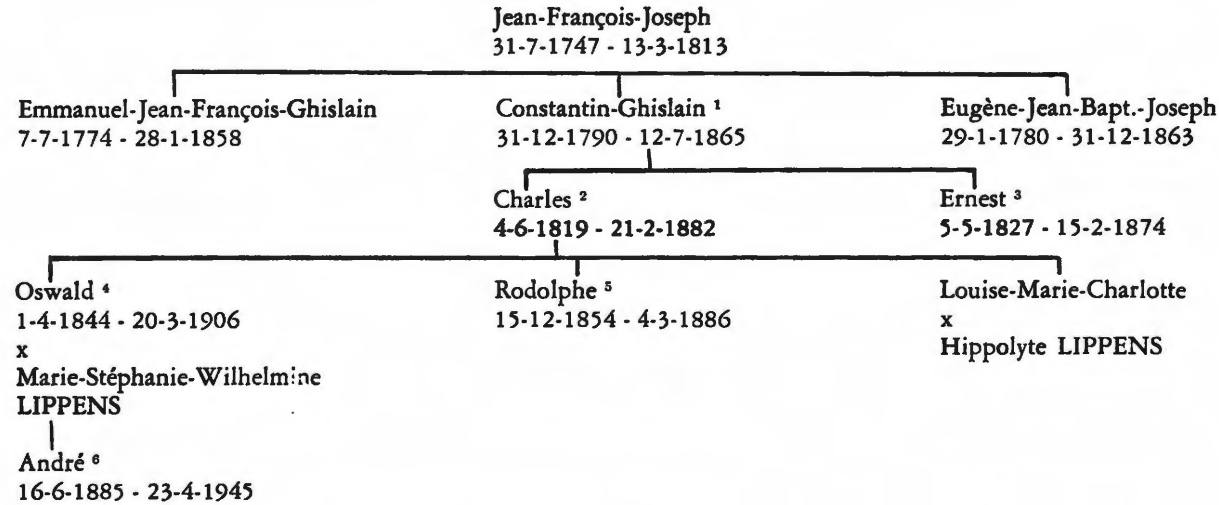 Jean-François-Joseph
31-7-1747 - 13-3-1813
Emmanuel-Jean-François-Ghislain
7-7-1774 - 28-1-1858
Constantin-Ghislain ¹
31-12-1790 - 12-7-1865
Eugène-Jean-Bapt.-Joseph
29-1-1780 - 31-12-1863
Charles ²
4-6-1819 - 21-2-1882
Ernest ³
5-5-1827 - 15-2-1874
Oswald ⁴
1-4-1844 - 20-3-1906
x
Marie-Stéphanie-Wilhelmine
LIPPENS
Rodolphe ⁵
15-12-1854 - 4-3-1886
Louise-Marie-Charlotte
x
Hippolyte LIPPENS
André ⁶
16-6-1885 - 23-4-1945